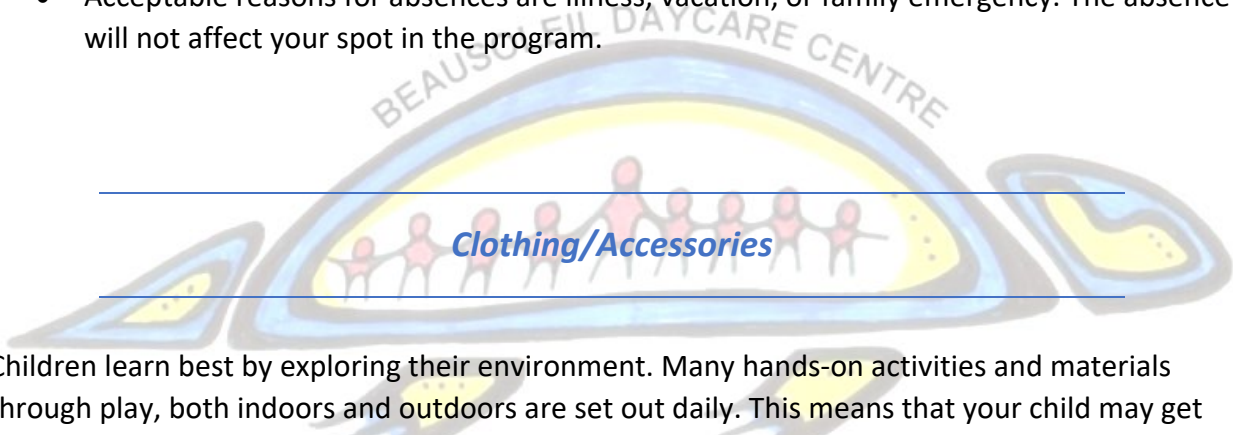 • Acceptable reasons for absences are illness, vacation, or family emergency. The absence
will not affect your spot in the program.
BEAUSOLEIL DAYCARE CENTRE
Clothing/Accessories
Children learn best by exploring their environment. Many hands-on activities and materials
through play, both indoors and outdoors are set out daily. This means that your child may get